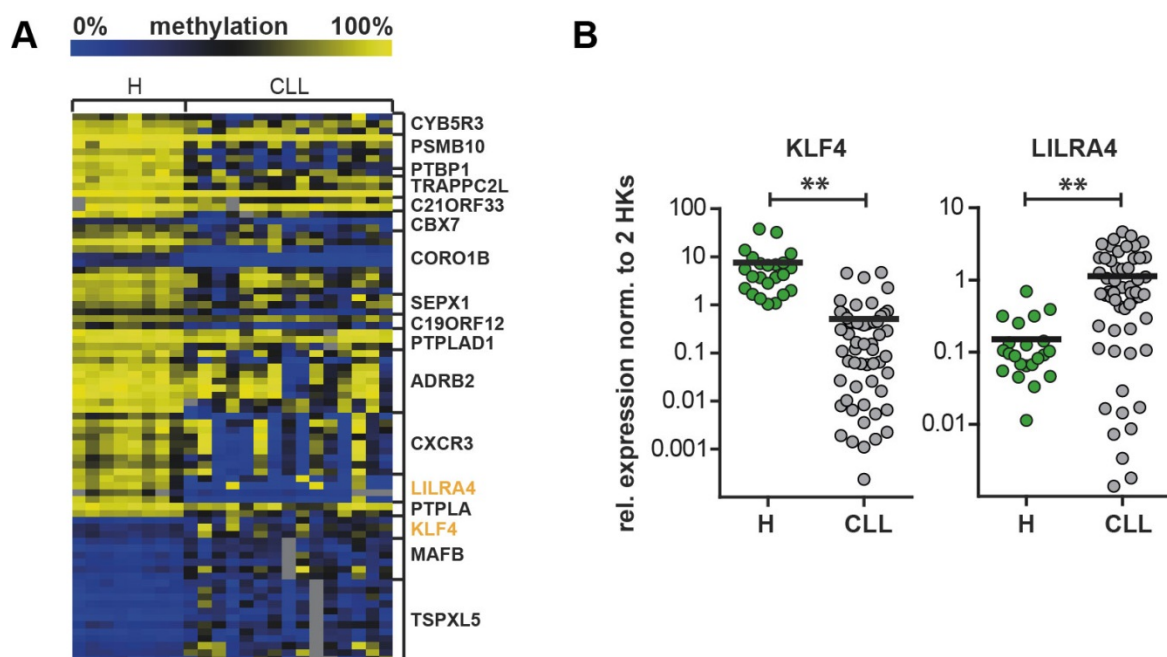 A
0% methylation 100%
H CLL
CYB5R3
PSMB10
PTBP1
TRAPPC2L
C21ORF33
CBX7
CORO1B
SEPX1
C19ORF12
PTPLAD1
ADRB2
CXCR3
LILRA4
PTPLA
KLF4
MAFB
TSPXL5
B
rel. expression norm. to 2 HKs
KLF4
**
100
10
1
0.1
0.01
0.001
H CLL
LILRA4
**
10
1
0.1
0.01
H CLL